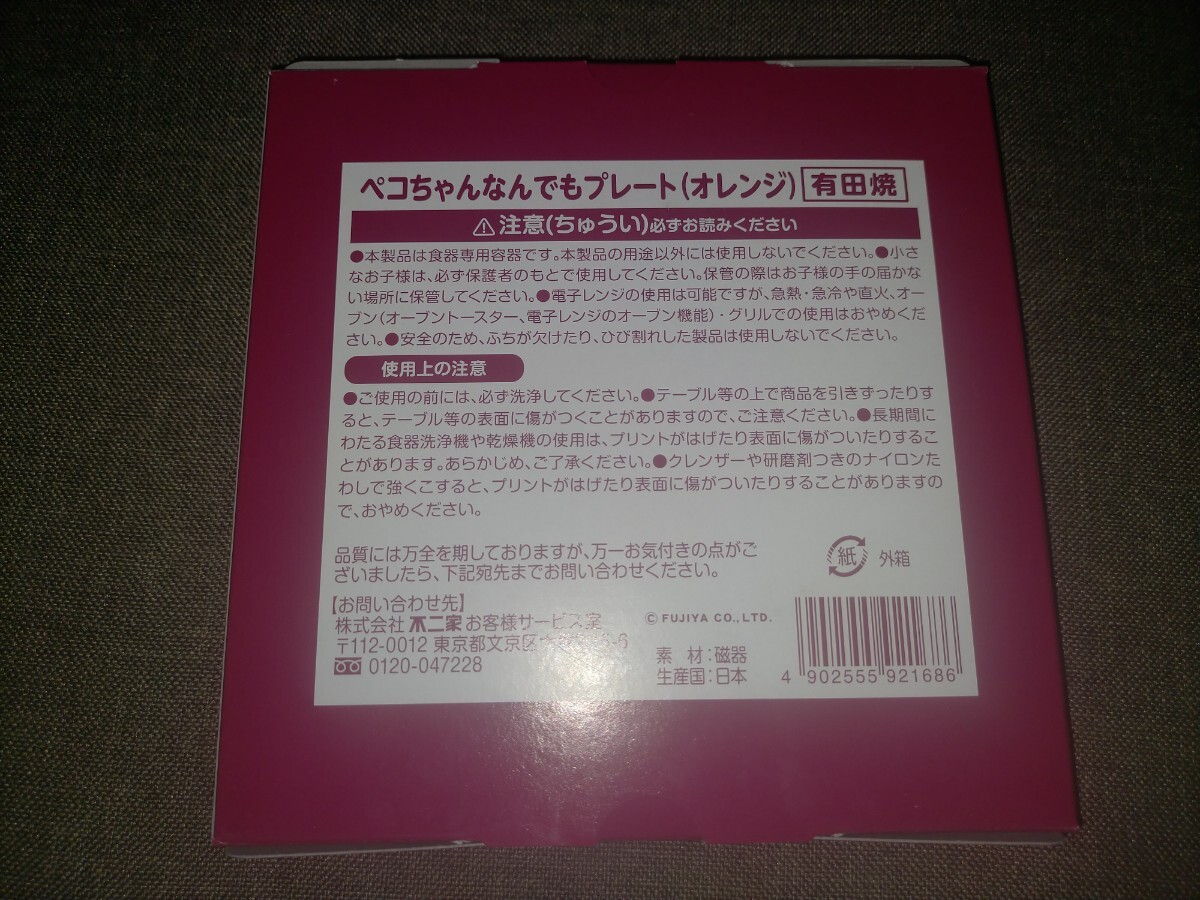 ペコちゃんなんでもプレート(オレンジ) 有田焼
⚠注意(ちゅうい)必ずお読みください
●本製品は食器専用容器です。本製品の用途以外には使用しないでください。●小さ
なお子様は、必ず保護者のもとで使用してください。保管の際はお子様の手の届かな
い場所に保管してください。●電子レンジの使用は可能ですが、急熱・急冷や直火、オー
ブン(オーブントースター、電子レンジのオーブン機能)・グリルでの使用はおやめくだ
さい。●安全のため、ふちが欠けたり、ひび割れした製品は使用しないでください。
使用上の注意
●ご使用の前には、必ず洗浄してください。●テーブル等の上で商品を引きずったりす
ると、テーブル等の表面に傷がつくことがありますので、ご注意ください。●長期間に
わたる食器洗浄機や乾燥機の使用は、プリントがはげたり表面に傷がついたりするこ
とがあります。あらかじめ、ご了承ください。●クレンザーや研磨剤つきのナイロンた
わしで強くこすると、プリントがはげたり表面に傷がついたりすることがありますの
で、おやめください。
品質には万全を期しておりますが、万一お気付きの点がご
ざいましたら、下記宛先までお問い合わせください。
紙 外箱
【お問い合わせ先】
株式会社 不二家 お客様サービス室
〒112-0012 東京都文京区大 -6
0120-047228
© FUJIYA CO., LTD.
素 材:磁器
生産国:日本
4 902555 921686